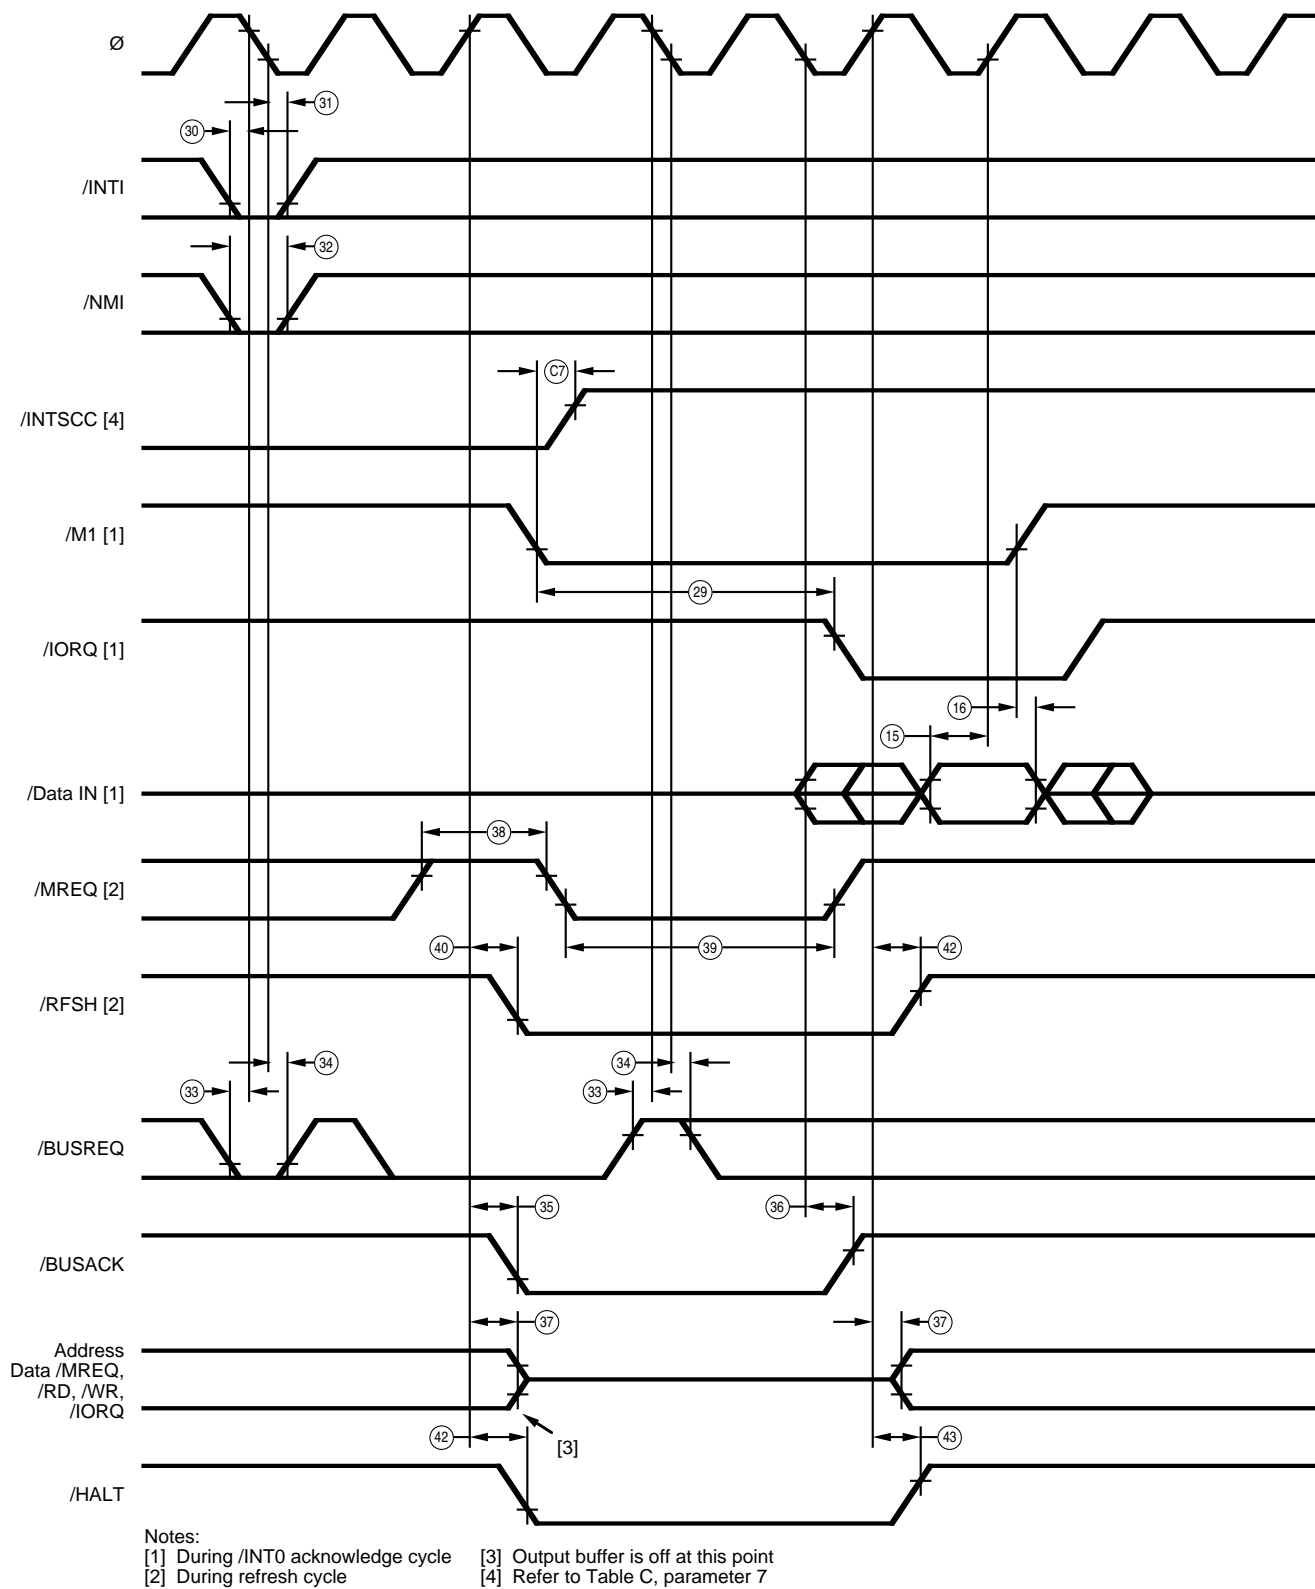 Ø
31
30
/INTI
32
/NMI
C7
/INTSCC [4]
/M1 [1]
29
/IORQ [1]
16
15
/Data IN [1]
38
/MREQ [2]
40
39
42
/RFSH [2]
34
34
33
33
/BUSREQ
35
36
/BUSACK
37
37
Address
Data /MREQ,
/RD, /WR,
/IORQ
42
[3]
43
/HALT
Notes:
[1] During /INT0 acknowledge cycle
[2] During refresh cycle
[3] Output buffer is off at this point
[4] Refer to Table C, parameter 7